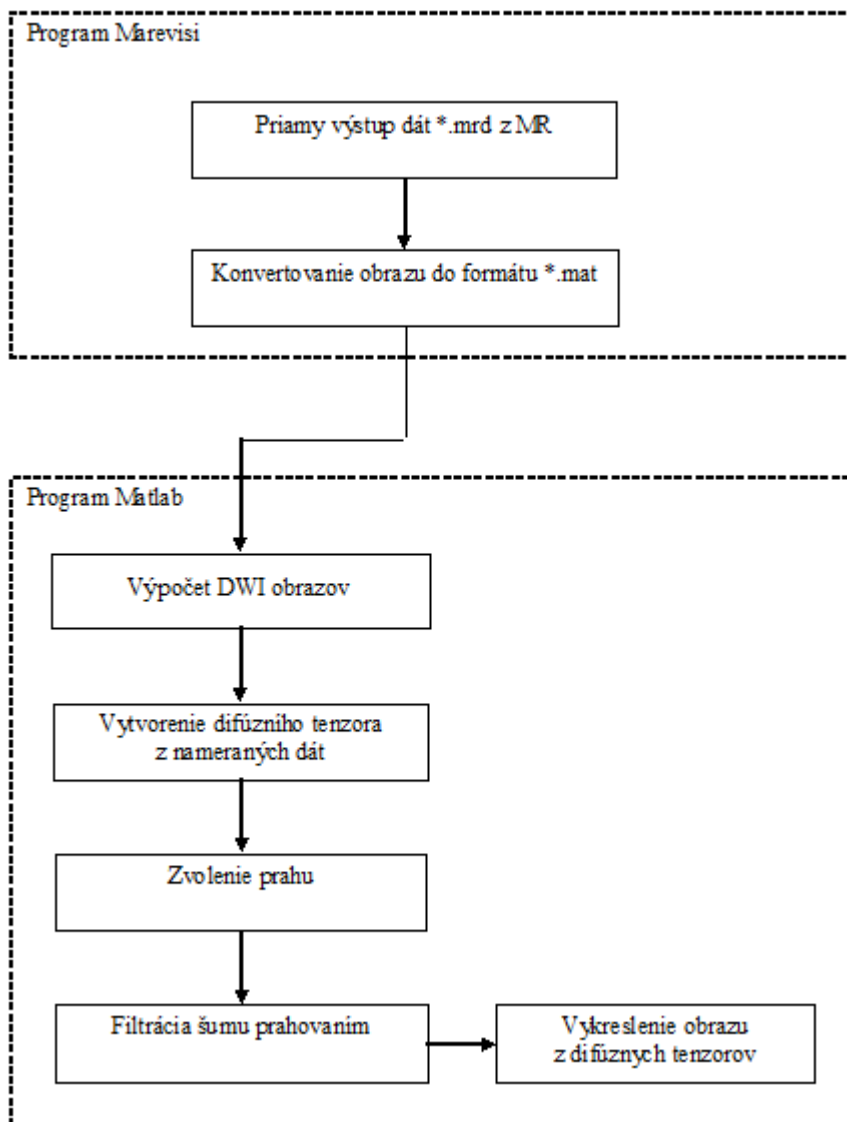 Program Marevisi
Priamy výstup dát *.mrd z MR
Konvertovanie obrazu do formátu *.mat
Program Matlab
Výpočet DWI obrazov
Vytvorenie difúzního tenzora
z nameraných dát
Zvolenie prahu
Filtrácia šumu prahovaním
Vykreslenie obrazu
z difúznych tenzorov